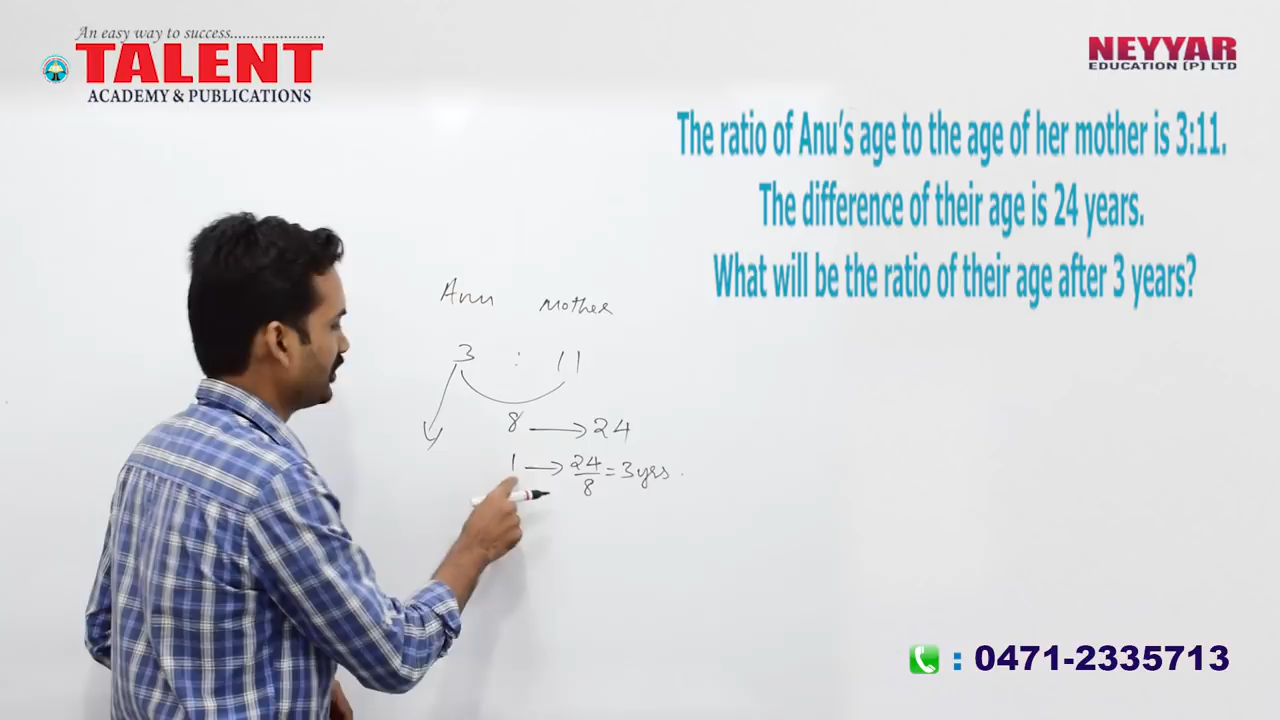 An easy way to success........................
TALENT
ACADEMY & PUBLICATIONS
NEYYAR
EDUCATION (P) LTD
The ratio of Anu's age to the age of her mother is 3:11.
The difference of their age is 24 years.
What will be the ratio of their age after 3 years?
Anu Mother
3 : 11
8 → 24
1 → 24/8 = 3 yrs.
: 0471-2335713